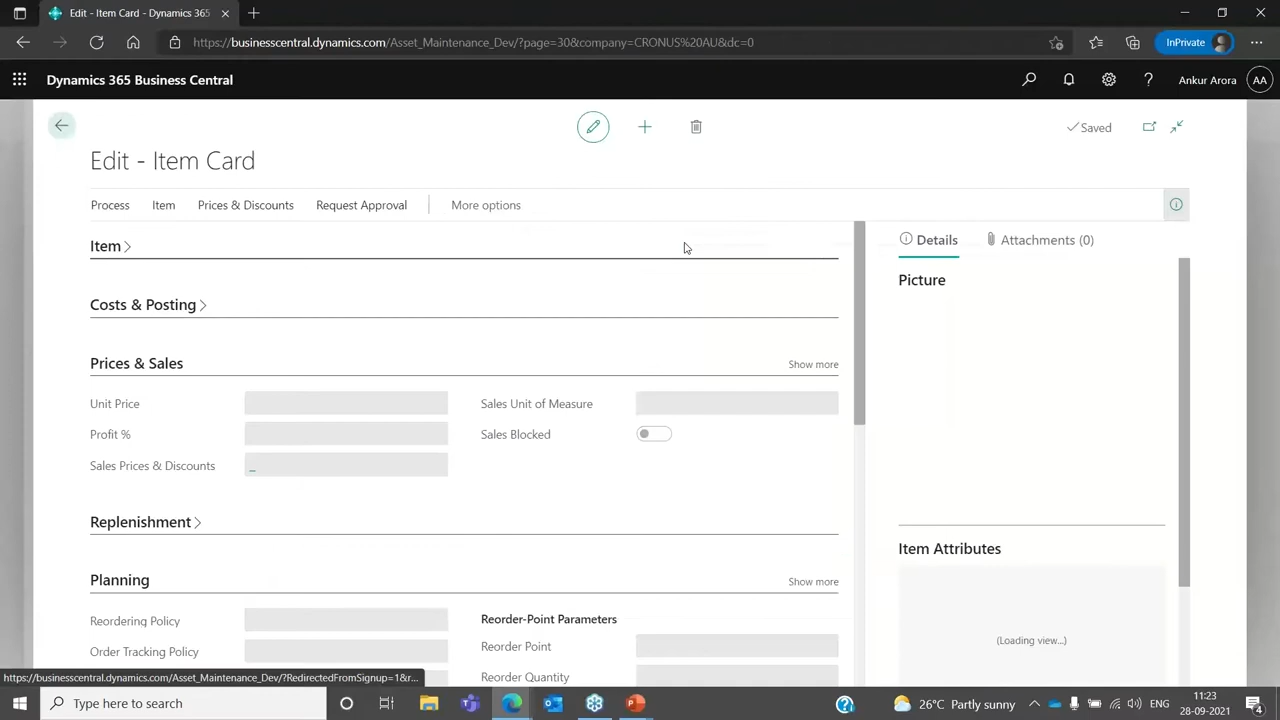 Edit - Item Card - Dynamics 365
https://businesscentral.dynamics.com/Asset_Maintenance_Dev/?page=30&company=CRONUS%20AU&dc=0
InPrivate
Dynamics 365 Business Central
Ankur Arora
AA
Saved
Edit - Item Card
Process
Item
Prices & Discounts
Request Approval
More options
Item
Details
Attachments (0)
Picture
Costs & Posting
Prices & Sales
Show more
Unit Price
Sales Unit of Measure
Profit %
Sales Blocked
Sales Prices & Discounts
_
Replenishment
Item Attributes
Planning
Show more
Reordering Policy
Reorder-Point Parameters
Order Tracking Policy
Reorder Point
(Loading view...)
Reorder Quantity
https://businesscentral.dynamics.com/Asset_Maintenance_Dev/?RedirectedFromSignup=1&r...
Type here to search
26°C Partly sunny
ENG
11:23
28-09-2021
4